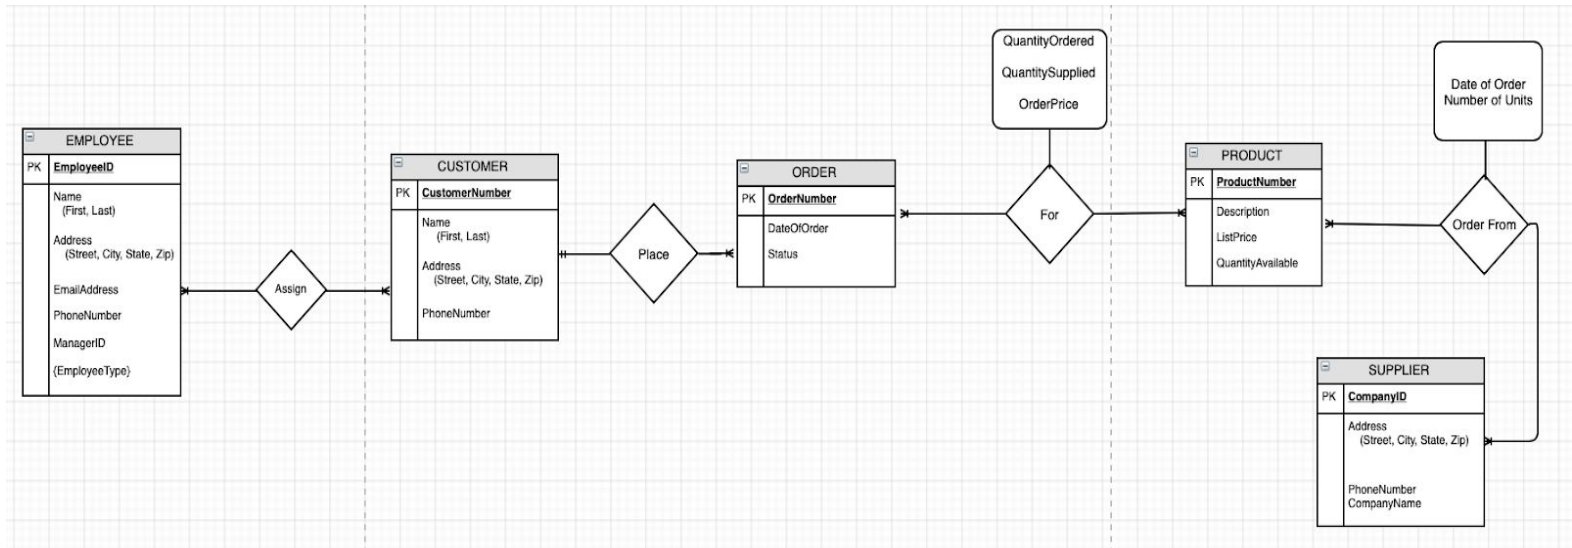 EMPLOYEE
PK EmployeeID
Name
(First, Last)
Address
(Street, City, State, Zip)
EmailAddress
PhoneNumber
ManagerID
{EmployeeType}
Assign
CUSTOMER
PK CustomerNumber
Name
(First, Last)
Address
(Street, City, State, Zip)
PhoneNumber
Place
ORDER
PK OrderNumber
DateOfOrder
Status
QuantityOrdered
QuantitySupplied
OrderPrice
For
PRODUCT
PK ProductNumber
Description
ListPrice
QuantityAvailable
Date of Order
Number of Units
Order From
SUPPLIER
PK CompanyID
Address
(Street, City, State, Zip)
PhoneNumber
CompanyName